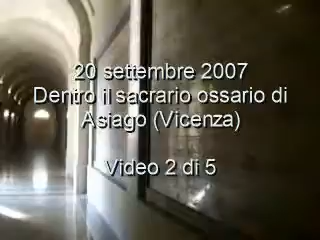 20 settembre 2007
Dentro il sacrario ossario di
Asiago (Vicenza)
Video 2 di 5